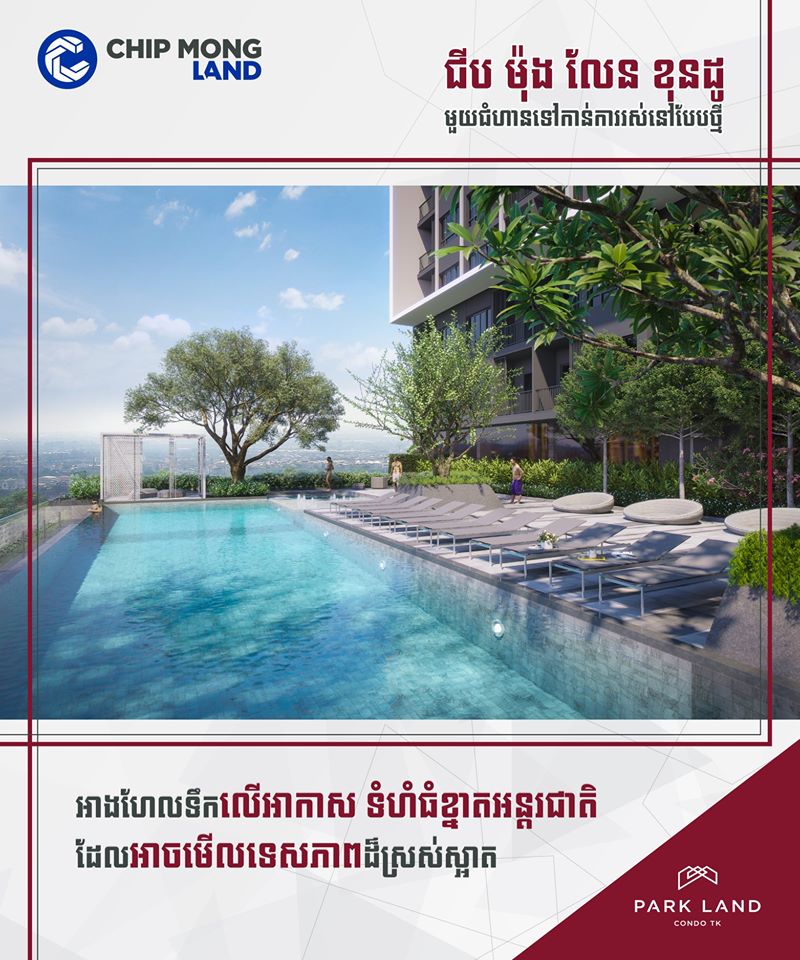 CHIP MONG
LAND
ជីប ម៉ុង លែន ខុនដូ
មួយជំហានទៅកាន់ការរស់នៅបែបថ្មី
អាងហែលទឹកលើអាកាស ទំហំធំខ្នាតអន្តរជាតិ
ដែលអាចមើលទេសភាពដ៏ស្រស់ស្អាត
PARK LAND
CONDO TK